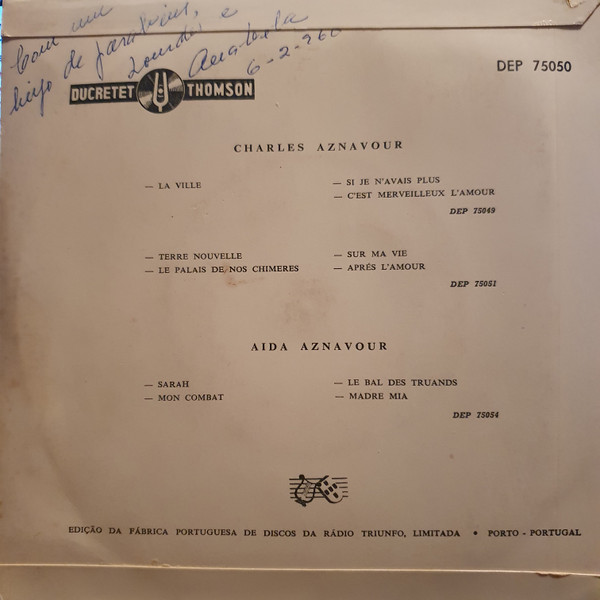 Com um
beijo de parabéns,
Lourdes e
Anabela
6-2-96
DEP 75050
DUCRETET THOMSON
CHARLES AZNAVOUR
— LA VILLE
— SI JE N'AVAIS PLUS
— C'EST MERVEILLEUX L'AMOUR
DEP 75049
— TERRE NOUVELLE
— LE PALAIS DE NOS CHIMERES
— SUR MA VIE
— APRÉS L'AMOUR
DEP 75051
AIDA AZNAVOUR
— SARAH
— MON COMBAT
— LE BAL DES TRUANDS
— MADRE MIA
DEP 75054
EDIÇÃO DA FÁBRICA PORTUGUESA DE DISCOS DA RÁDIO TRIUNFO, LIMITADA • PORTO - PORTUGAL